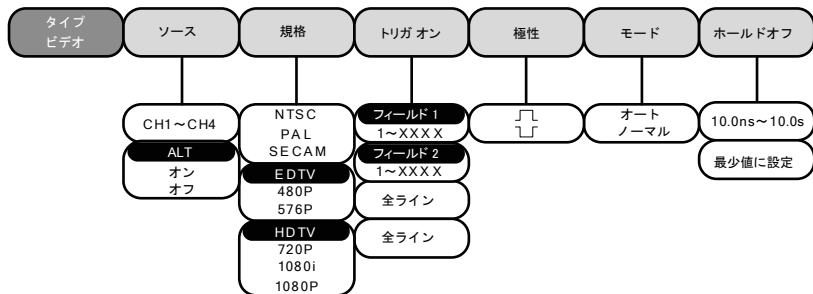 タイプ
ビデオ
ソース
規格
トリガ オン
極性
モード
ホールドオフ
CH1～CH4
ALT
オン
オフ
NTSC
PAL
SECAM
EDTV
480P
576P
HDTV
720P
1080i
1080P
フィールド 1
1～XXXX
フィールド 2
1～XXXX
全ライン
全ライン
オート
ノーマル
10.0ns～10.0s
最少値に設定